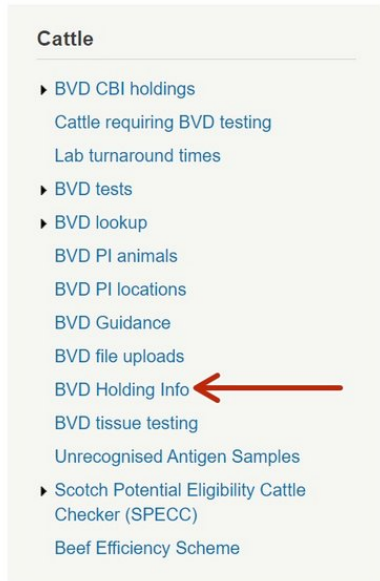 Cattle
BVD CBI holdings
Cattle requiring BVD testing
Lab turnaround times
BVD tests
BVD lookup
BVD PI animals
BVD PI locations
BVD Guidance
BVD file uploads
BVD Holding Info
BVD tissue testing
Unrecognised Antigen Samples
Scotch Potential Eligibility Cattle
Checker (SPECC)
Beef Efficiency Scheme